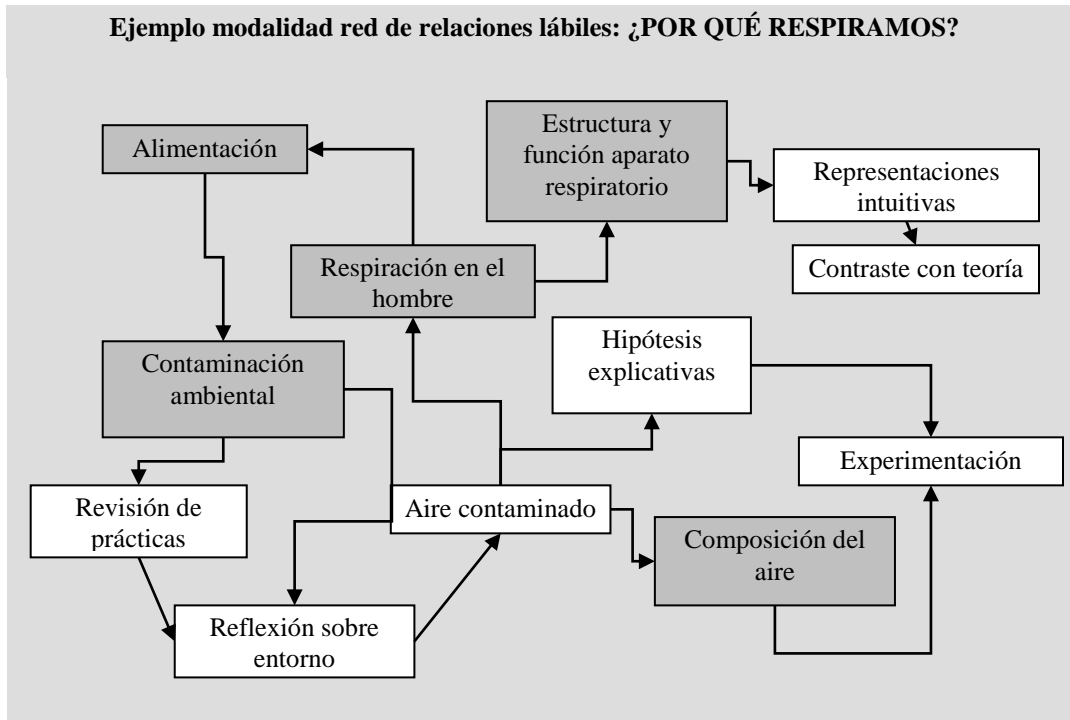 Ejemplo modalidad red de relaciones lábiles: ¿POR QUÉ RESPIRAMOS?
Alimentación
Estructura y
función aparato
respiratorio
Representaciones
intuitivas
Contraste con teoría
Respiración en el
hombre
Hipótesis
explicativas
Contaminación
ambiental
Experimentación
Revisión de
prácticas
Aire contaminado
Composición del
aire
Reflexión sobre
entorno